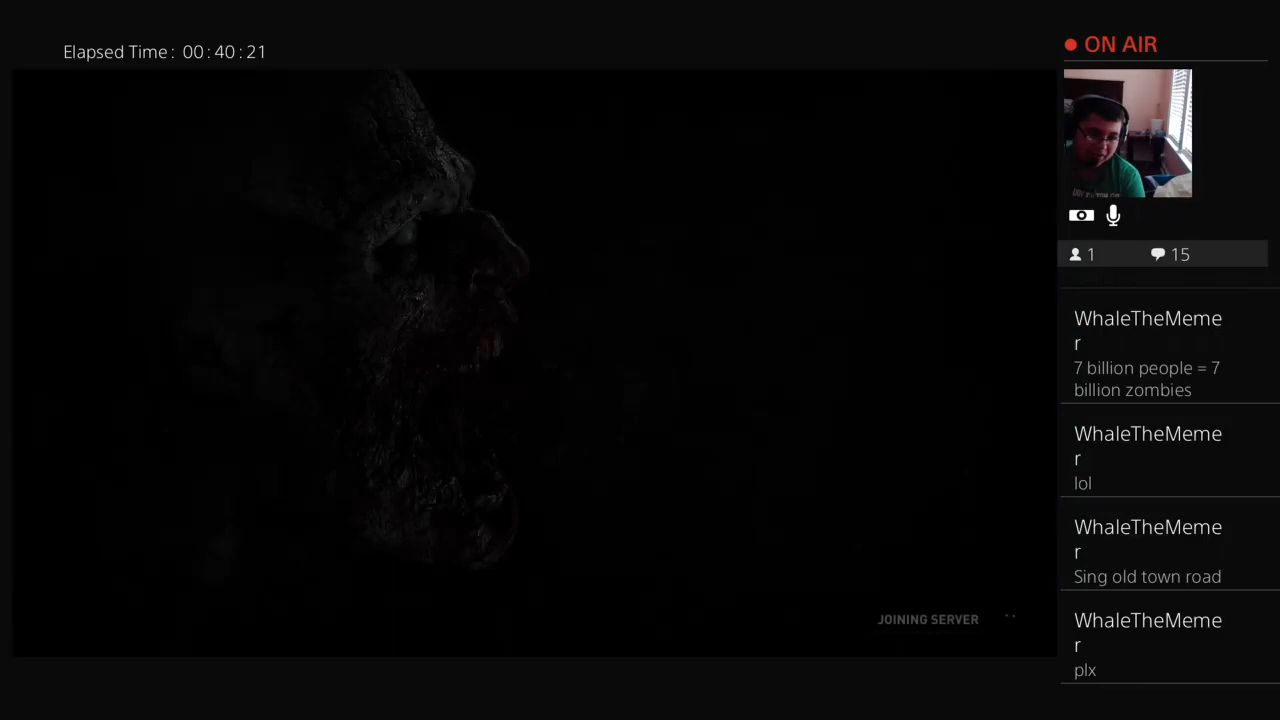 Elapsed Time: 00:40:21
ON AIR
1 15
WhaleTheMeme
r
7 billion people = 7
billion zombies
WhaleTheMeme
r
lol
WhaleTheMeme
r
Sing old town road
WhaleTheMeme
r
plx
JOINING SERVER